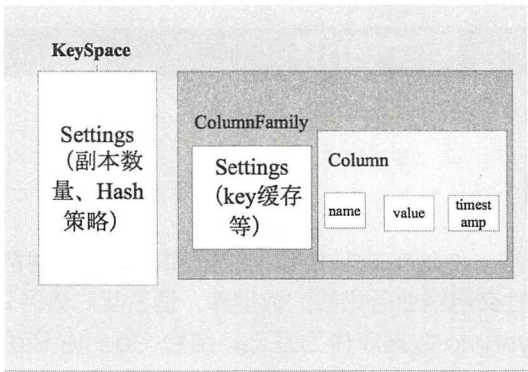 KeySpace
Settings
（副本数
量、Hash
策略）
ColumnFamily
Settings
（key缓存
等）
Column
name
value
timest
amp